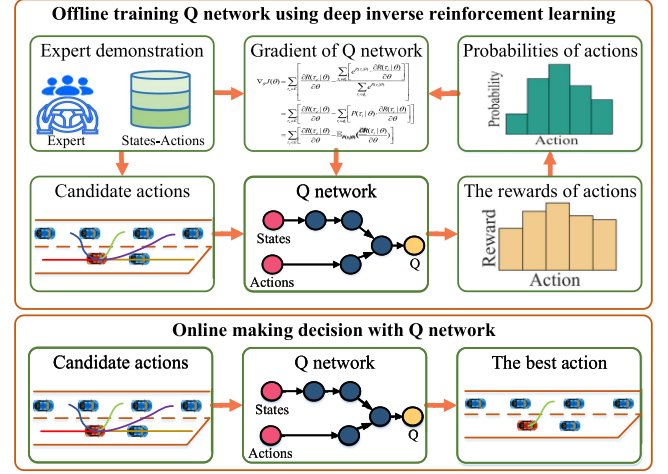 Offline training Q network using deep inverse reinforcement learning
Expert demonstration
Expert
States-Actions
Gradient of Q network
Probabilities of actions
Probability
Action
Candidate actions
Q network
States
Actions
Q
The rewards of actions
Reward
Action
Online making decision with Q network
Candidate actions
Q network
States
Actions
Q
The best action